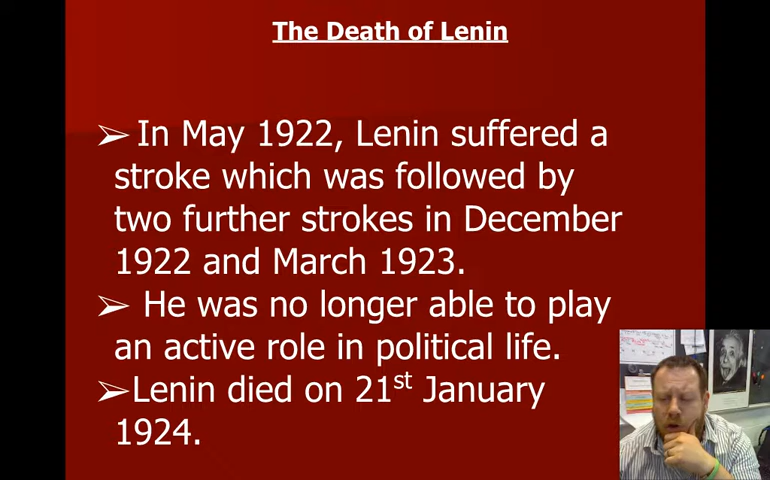 The Death of Lenin
➢ In May 1922, Lenin suffered a
stroke which was followed by
two further strokes in December
1922 and March 1923.
➢ He was no longer able to play
an active role in political life.
➢Lenin died on 21st January
1924.